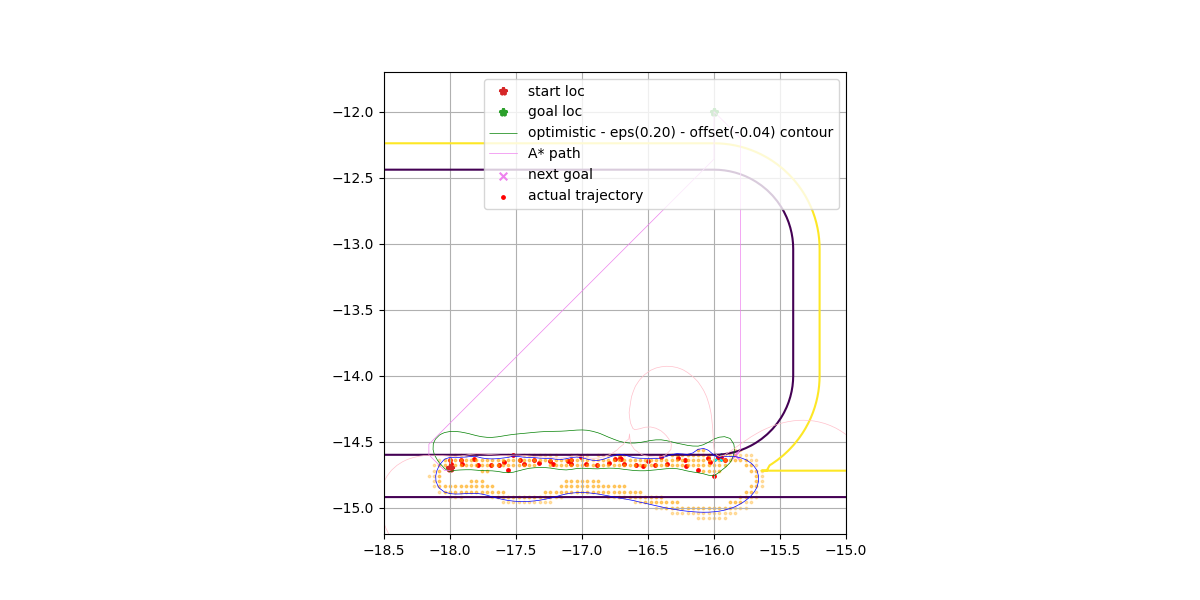 start loc
goal loc
optimistic - eps(0.20) - offset(-0.04) contour
A* path
next goal
actual trajectory
−12.0
−12.5
−13.0
−13.5
−14.0
−14.5
−15.0
−18.5 −18.0 −17.5 −17.0 −16.5 −16.0 −15.5 −15.0